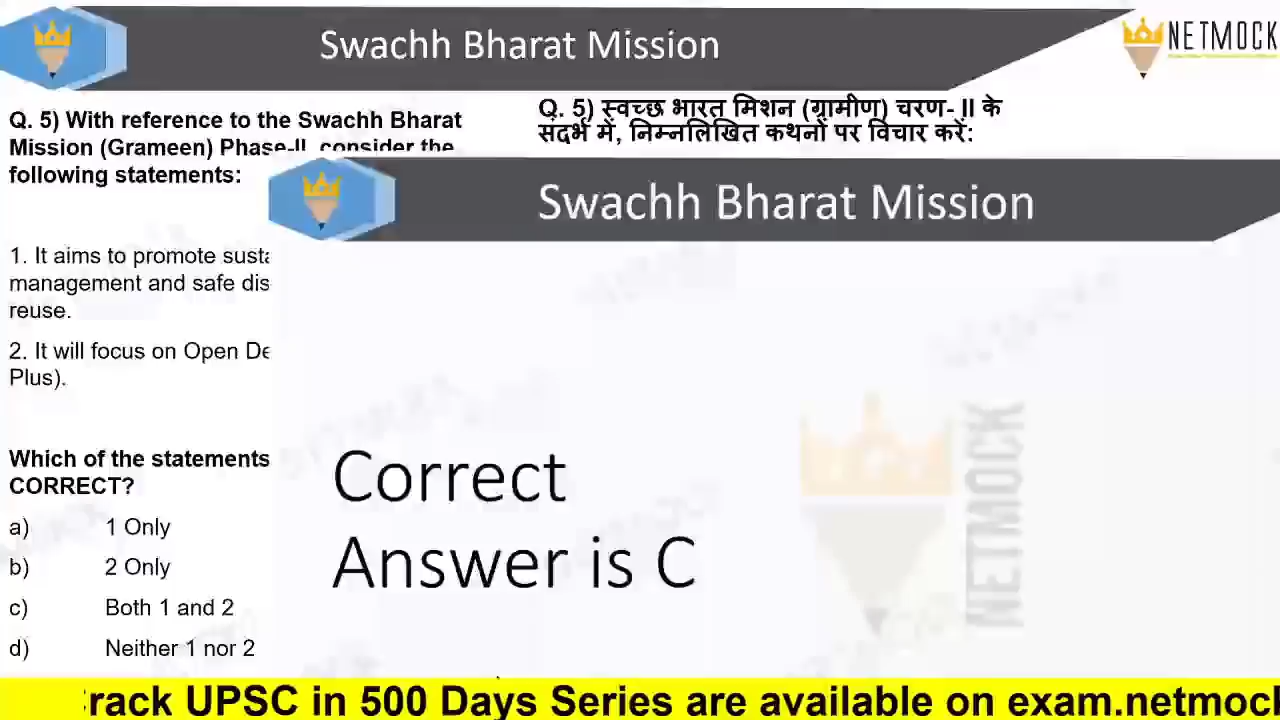 Swachh Bharat Mission
NETMOCK
Q. 5) With reference to the Swachh Bharat
Mission (Grameen) Phase-II, consider the
following statements:
Q. 5) स्वच्छ भारत मिशन (ग्रामीण) चरण- II के
संदर्भ में, निम्नलिखित कथनों पर विचार करें:
Swachh Bharat Mission
1. It aims to promote susta
management and safe dis
reuse.
2. It will focus on Open De
Plus).
Which of the statements
CORRECT?
a) 1 Only
b) 2 Only
c) Both 1 and 2
d) Neither 1 nor 2
Correct
Answer is C
NETMOCK
Crack UPSC in 500 Days Series are available on exam.netmock